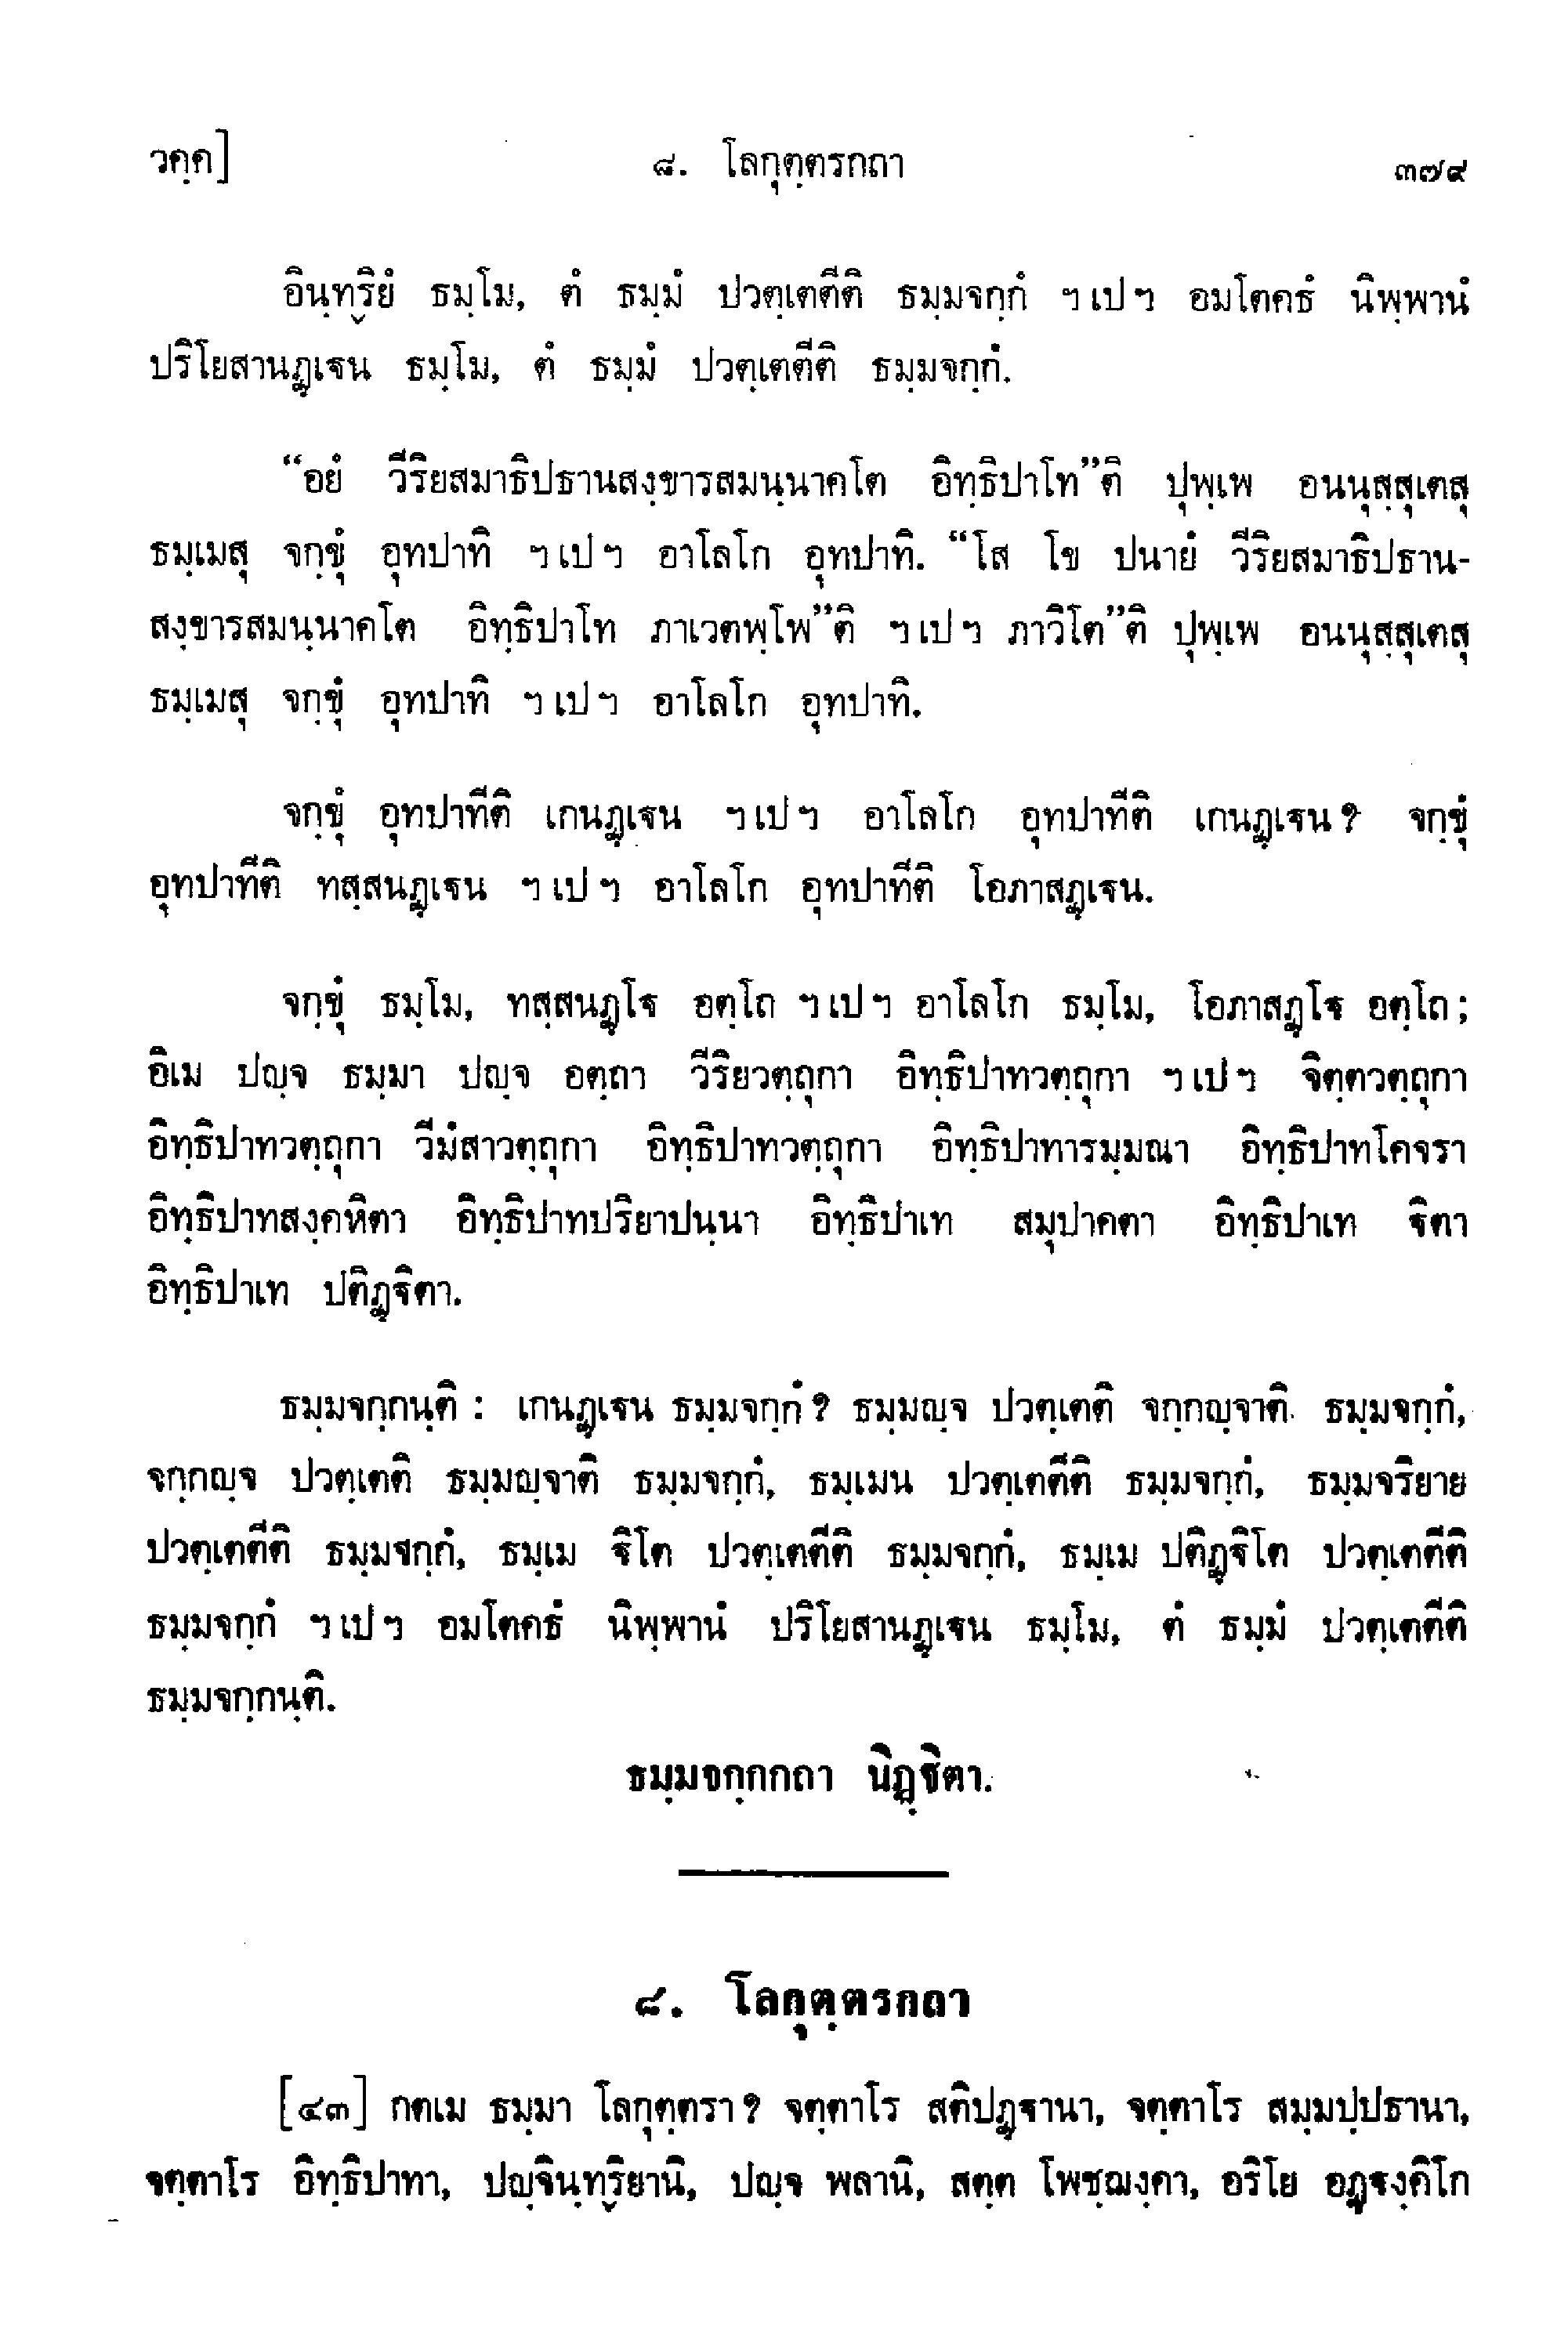 วคฺค] ๘. โลกุตฺตรกถา ๓๗๙
อินฺทฺริยํ ธมฺโม, ตํ ธมฺมํ ปวตฺเตตีติ ธมฺมจกฺกํ ฯ เป ฯ อมโตคธํ นิพฺพานํ
ปริโยสานฏฺเฐน ธมฺโม, ตํ ธมฺมํ ปวตฺเตตีติ ธมฺมจกฺกํ.
“อยํ วีริยสมาธิปธานสงฺขารสมนฺนาคโต อิทฺธิปาโท”ติ ปุพฺเพ อนนุสฺสุเตสุ
ธมฺเมสุ จกฺขุํ อุทปาทิ ฯ เป ฯ อาโลโก อุทปาทิ. “โส โข ปนายํ วีริยสมาธิปธาน-
สงฺขารสมนฺนาคโต อิทฺธิปาโท ภาเวตพฺโพ”ติ ฯ เป ฯ ภาวิโต”ติ ปุพฺเพ อนนุสฺสุเตสุ
ธมฺเมสุ จกฺขุํ อุทปาทิ ฯ เป ฯ อาโลโก อุทปาทิ.
จกฺขุํ อุทปาทีติ เกนฏฺเฐน ฯ เป ฯ อาโลโก อุทปาทีติ เกนฏฺเฐน? จกฺขุํ
อุทปาทีติ ทสฺสนฏฺเฐน ฯ เป ฯ อาโลโก อุทปาทีติ โอภาสฏฺเฐน.
จกฺขุํ ธมฺโม, ทสฺสนฏฺโฐ อตฺโถ ฯ เป ฯ อาโลโก ธมฺโม, โอภาสฏฺโฐ อตฺโถ;
อิเม ปญฺจ ธมฺมา ปญฺจ อตฺถา วีริยวตฺถุกา อิทฺธิปาทวตฺถุกา ฯ เป ฯ จิตฺตวตฺถุกา
อิทฺธิปาทวตฺถุกา วีมํสาวตฺถุกา อิทฺธิปาทวตฺถุกา อิทฺธิปาทารมฺมณา อิทฺธิปาทโคจรา
อิทฺธิปาทสงฺคหิตา อิทฺธิปาทปริยาปนฺนา อิทฺธิปาเท สมุปาคตา อิทฺธิปาเท ฐิตา
อิทฺธิปาเท ปติฏฺฐิตา.
ธมฺมจกฺกนฺติ : เกนฏฺเฐน ธมฺมจกฺกํ? ธมฺมญฺจ ปวตฺเตติ จกฺกญฺจาติ ธมฺมจกฺกํ,
จกฺกญฺจ ปวตฺเตติ ธมฺมญฺจาติ ธมฺมจกฺกํ, ธมฺเมน ปวตฺเตตีติ ธมฺมจกฺกํ, ธมฺมจริยาย
ปวตฺเตตีติ ธมฺมจกฺกํ, ธมฺเม ฐิโต ปวตฺเตตีติ ธมฺมจกฺกํ, ธมฺเม ปติฏฺฐิโต ปวตฺเตตีติ
ธมฺมจกฺกํ ฯ เป ฯ อมโตคธํ นิพฺพานํ ปริโยสานฏฺเฐน ธมฺโม, ตํ ธมฺมํ ปวตฺเตตีติ
ธมฺมจกฺกนฺติ.
ธมฺมจกฺกกถา นิฏฺฐิตา.
๘. โลกุตฺตรกถา
[๔๓] กตเม ธมฺมา โลกุตฺตรา? จตฺตาโร สติปฏฺฐานา, จตฺตาโร สมฺมปฺปธานา,
จตฺตาโร อิทฺธิปาทา, ปญฺจินฺทฺริยานิ, ปญฺจ พลานิ, สตฺต โพชฺฌงฺคา, อริโย อฏฺฐงฺคิโก